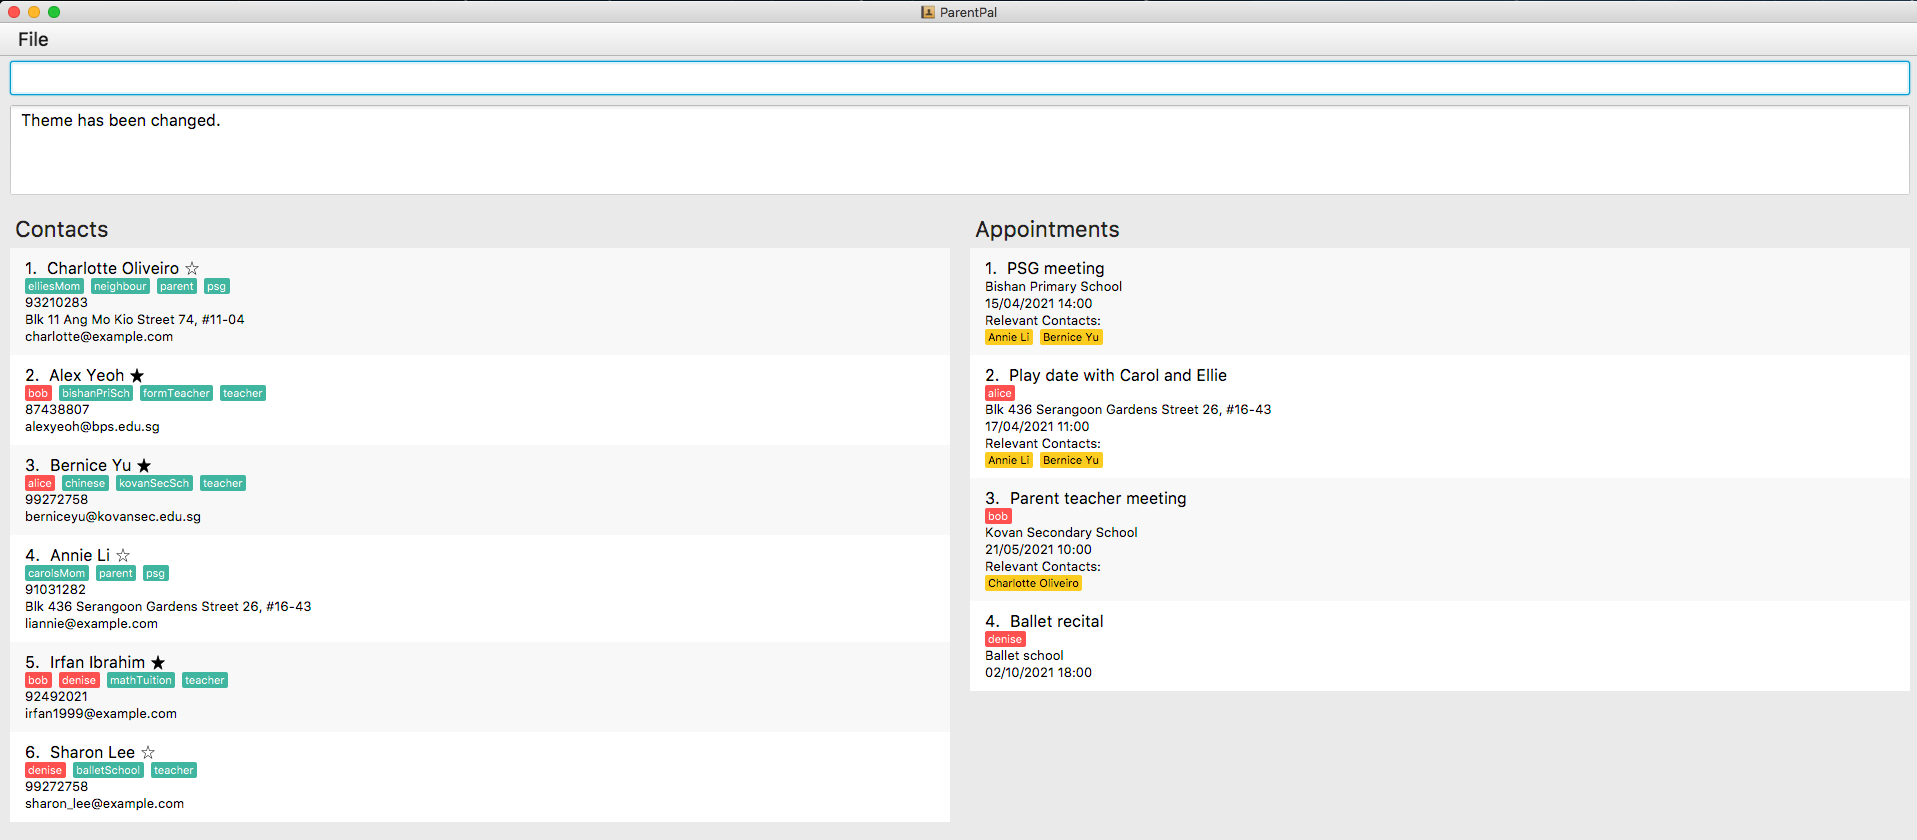 ParentPal
File
Theme has been changed.
Contacts
1. Charlotte Oliveiro ☆
elliesMom neighbour parent psg
93210283
Blk 11 Ang Mo Kio Street 74, #11-04
charlotte@example.com
2. Alex Yeoh ★
bob bishanPriSch formTeacher teacher
87438807
alexyeoh@bps.edu.sg
3. Bernice Yu ★
alice chinese kovanSecSch teacher
99272758
berniceyu@kovansec.edu.sg
4. Annie Li ☆
carolsMom parent psg
91031282
Blk 436 Serangoon Gardens Street 26, #16-43
liannie@example.com
5. Irfan Ibrahim ★
bob denise mathTuition teacher
92492021
irfan1999@example.com
6. Sharon Lee ☆
denise balletSchool teacher
99272758
sharon_lee@example.com
Appointments
1. PSG meeting
Bishan Primary School
15/04/2021 14:00
Relevant Contacts:
Annie Li Bernice Yu
2. Play date with Carol and Ellie
alice
Blk 436 Serangoon Gardens Street 26, #16-43
17/04/2021 11:00
Relevant Contacts:
Annie Li Bernice Yu
3. Parent teacher meeting
bob
Kovan Secondary School
21/05/2021 10:00
Relevant Contacts:
Charlotte Oliveiro
4. Ballet recital
denise
Ballet school
02/10/2021 18:00